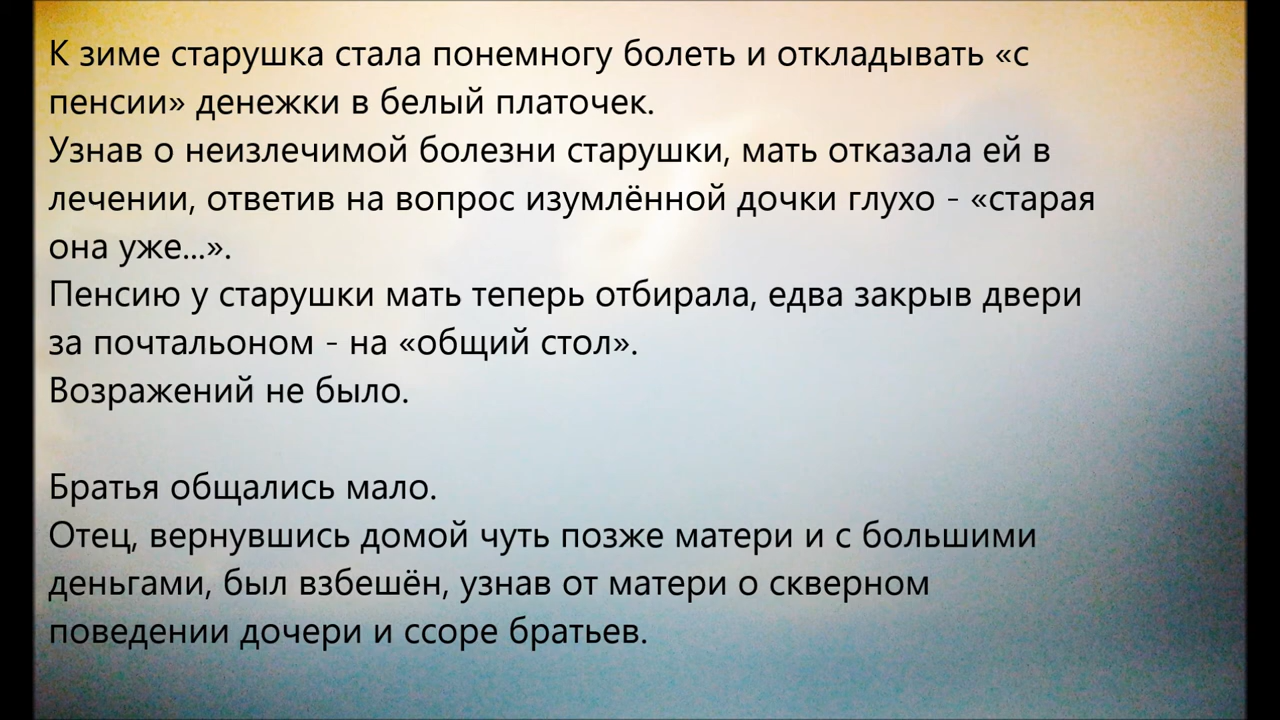 К зиме старушка стала понемногу болеть и откладывать «с
пенсии» денежки в белый платочек.
Узнав о неизлечимой болезни старушки, мать отказала ей в
лечении, ответив на вопрос изумлённой дочки глухо - «старая
она уже...».
Пенсию у старушки мать теперь отбирала, едва закрыв двери
за почтальоном - на «общий стол».
Возражений не было.

Братья общались мало.
Отец, вернувшись домой чуть позже матери и с большими
деньгами, был взбешён, узнав от матери о скверном
поведении дочери и ссоре братьев.